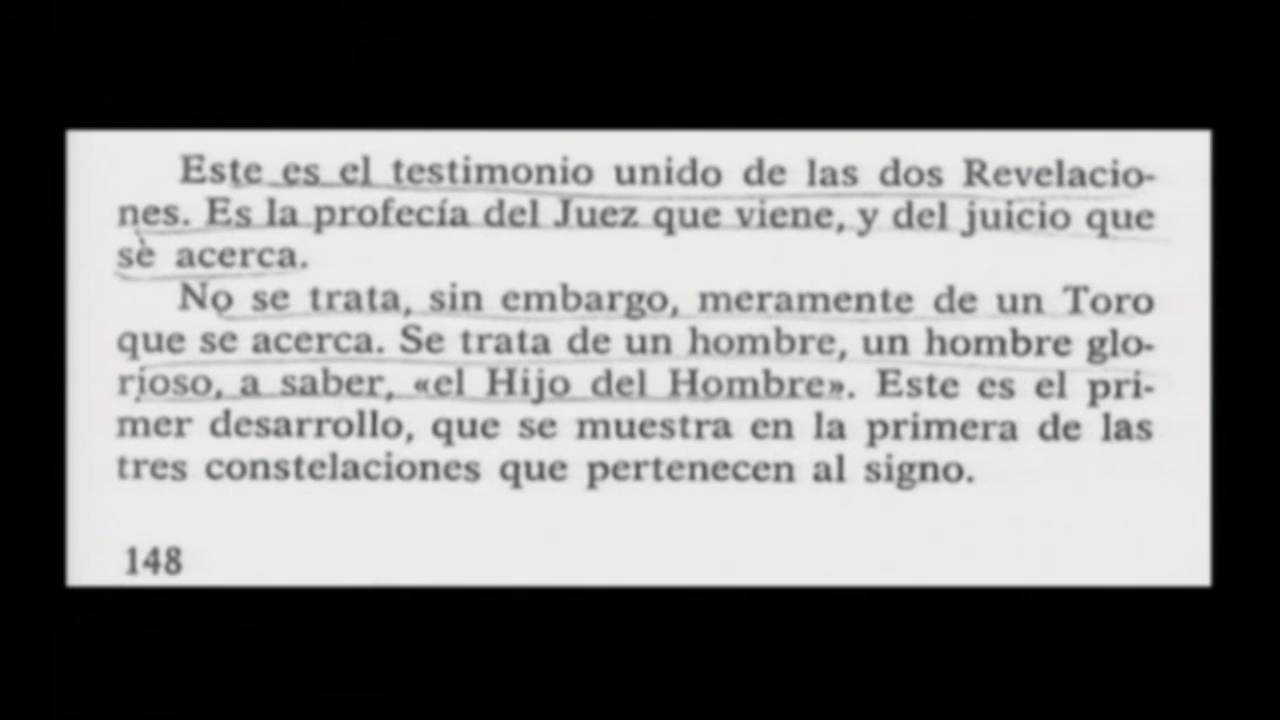 Este es el testimonio unido de las dos Revelacio-
nes. Es la profecía del Juez que viene, y del juicio que
se acerca.
No se trata, sin embargo, meramente de un Toro
que se acerca. Se trata de un hombre, un hombre glo-
rioso, a saber, «el Hijo del Hombre». Este es el pri-
mer desarrollo, que se muestra en la primera de las
tres constelaciones que pertenecen al signo.
148